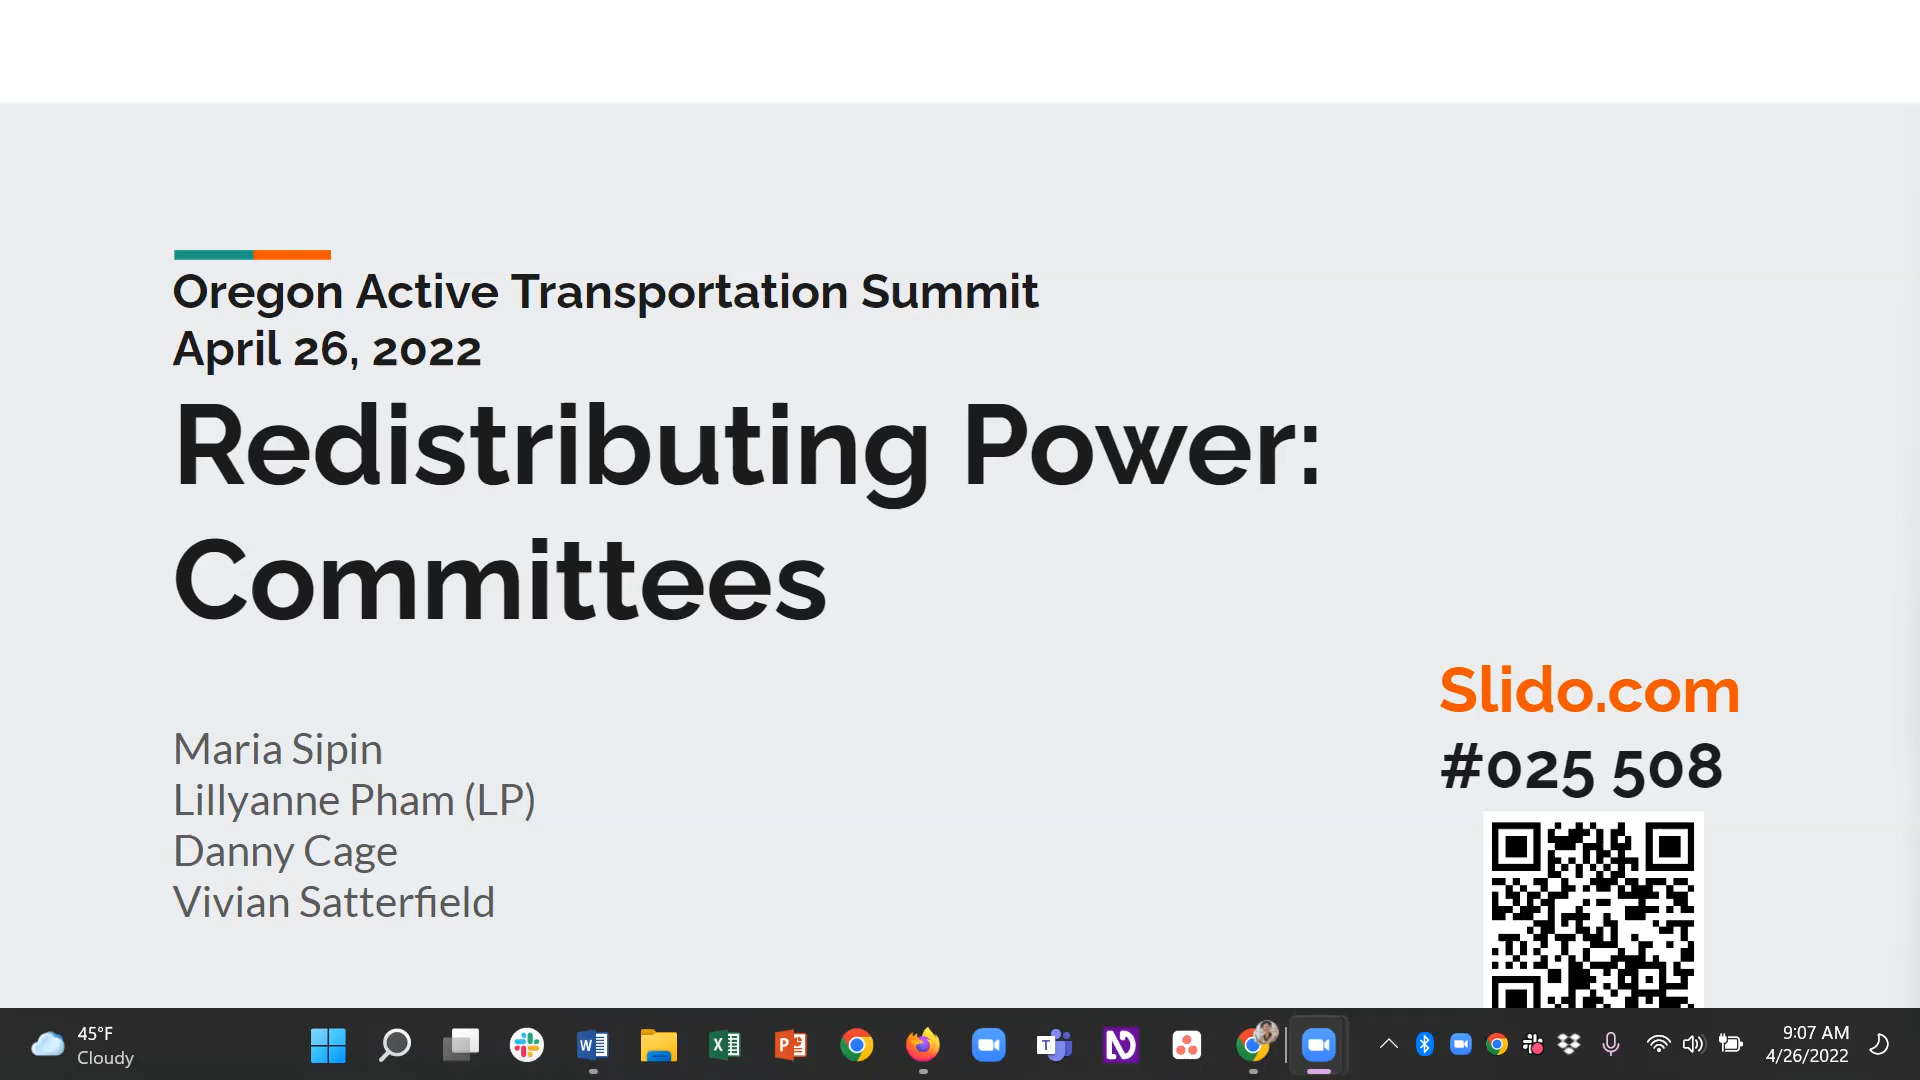 Oregon Active Transportation Summit
April 26, 2022
Redistributing Power:
Committees
Maria Sipin
Lillyanne Pham (LP)
Danny Cage
Vivian Satterfield
Slido.com
#025 508
45°F
Cloudy
9:07 AM
4/26/2022